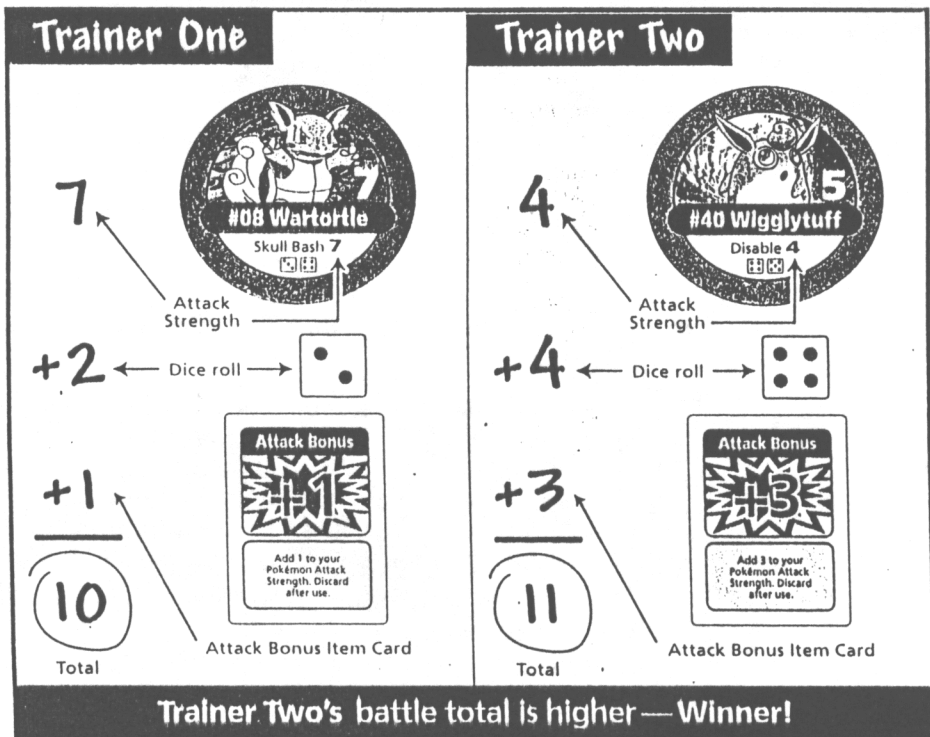 Trainer One
7
7
#08 Wartortle
Skull Bash 7
Attack
Strength
+2
Dice roll
+1
Attack Bonus
+1
Add 1 to your
Pokémon Attack
Strength. Discard
after use.
10
Total
Attack Bonus Item Card
Trainer Two
4
5
#40 Wigglytuff
Disable 4
Attack
Strength
+4
Dice roll
+3
Attack Bonus
+3
Add 3 to your
Pokémon Attack
Strength. Discard
after use.
11
Total
Attack Bonus Item Card
Trainer Two's battle total is higher — Winner!